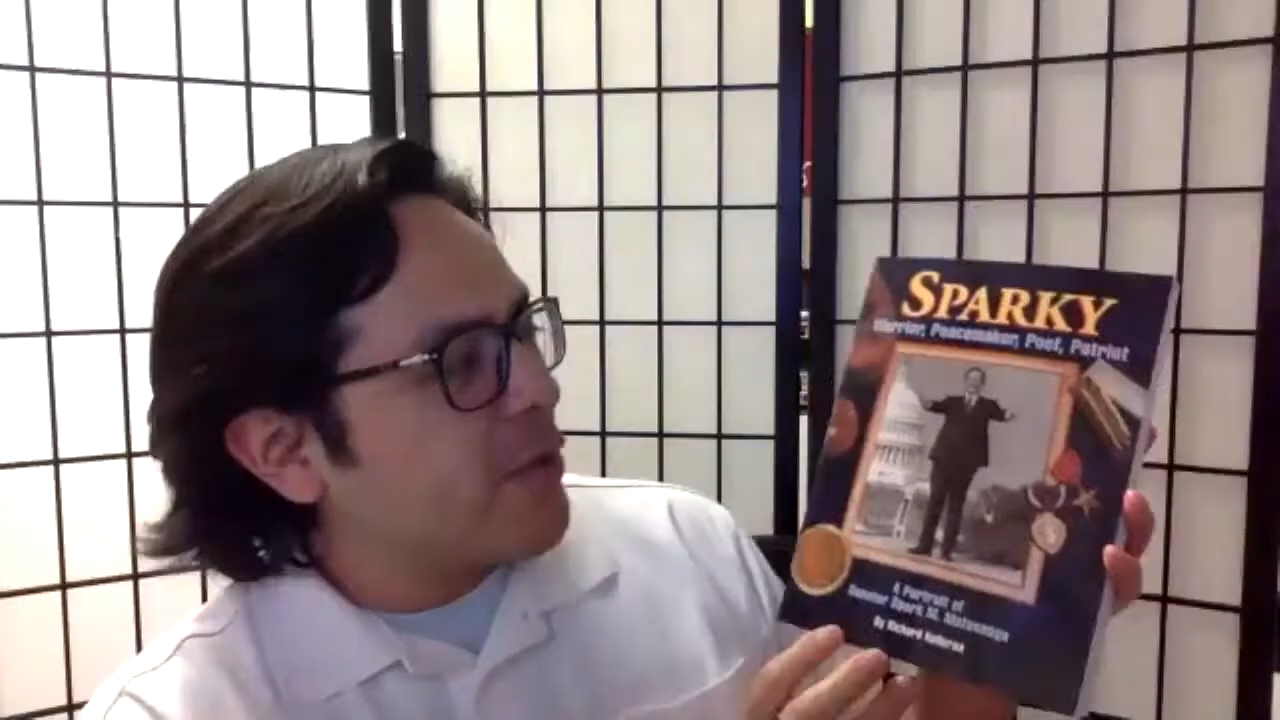 SPARKY
Warrior, Peacemaker, Poet, Patriot
A Portrait of
Senator Spark M. Matsunaga
By Richard Halloran